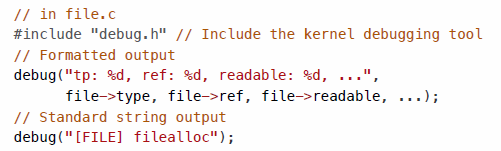 // in file.c
#include "debug.h" // Include the kernel debugging tool
// Formatted output
debug("tp: %d, ref: %d, readable: %d, ...",
file->type, file->ref, file->readable, ...);
// Standard string output
debug("[FILE] filealloc");